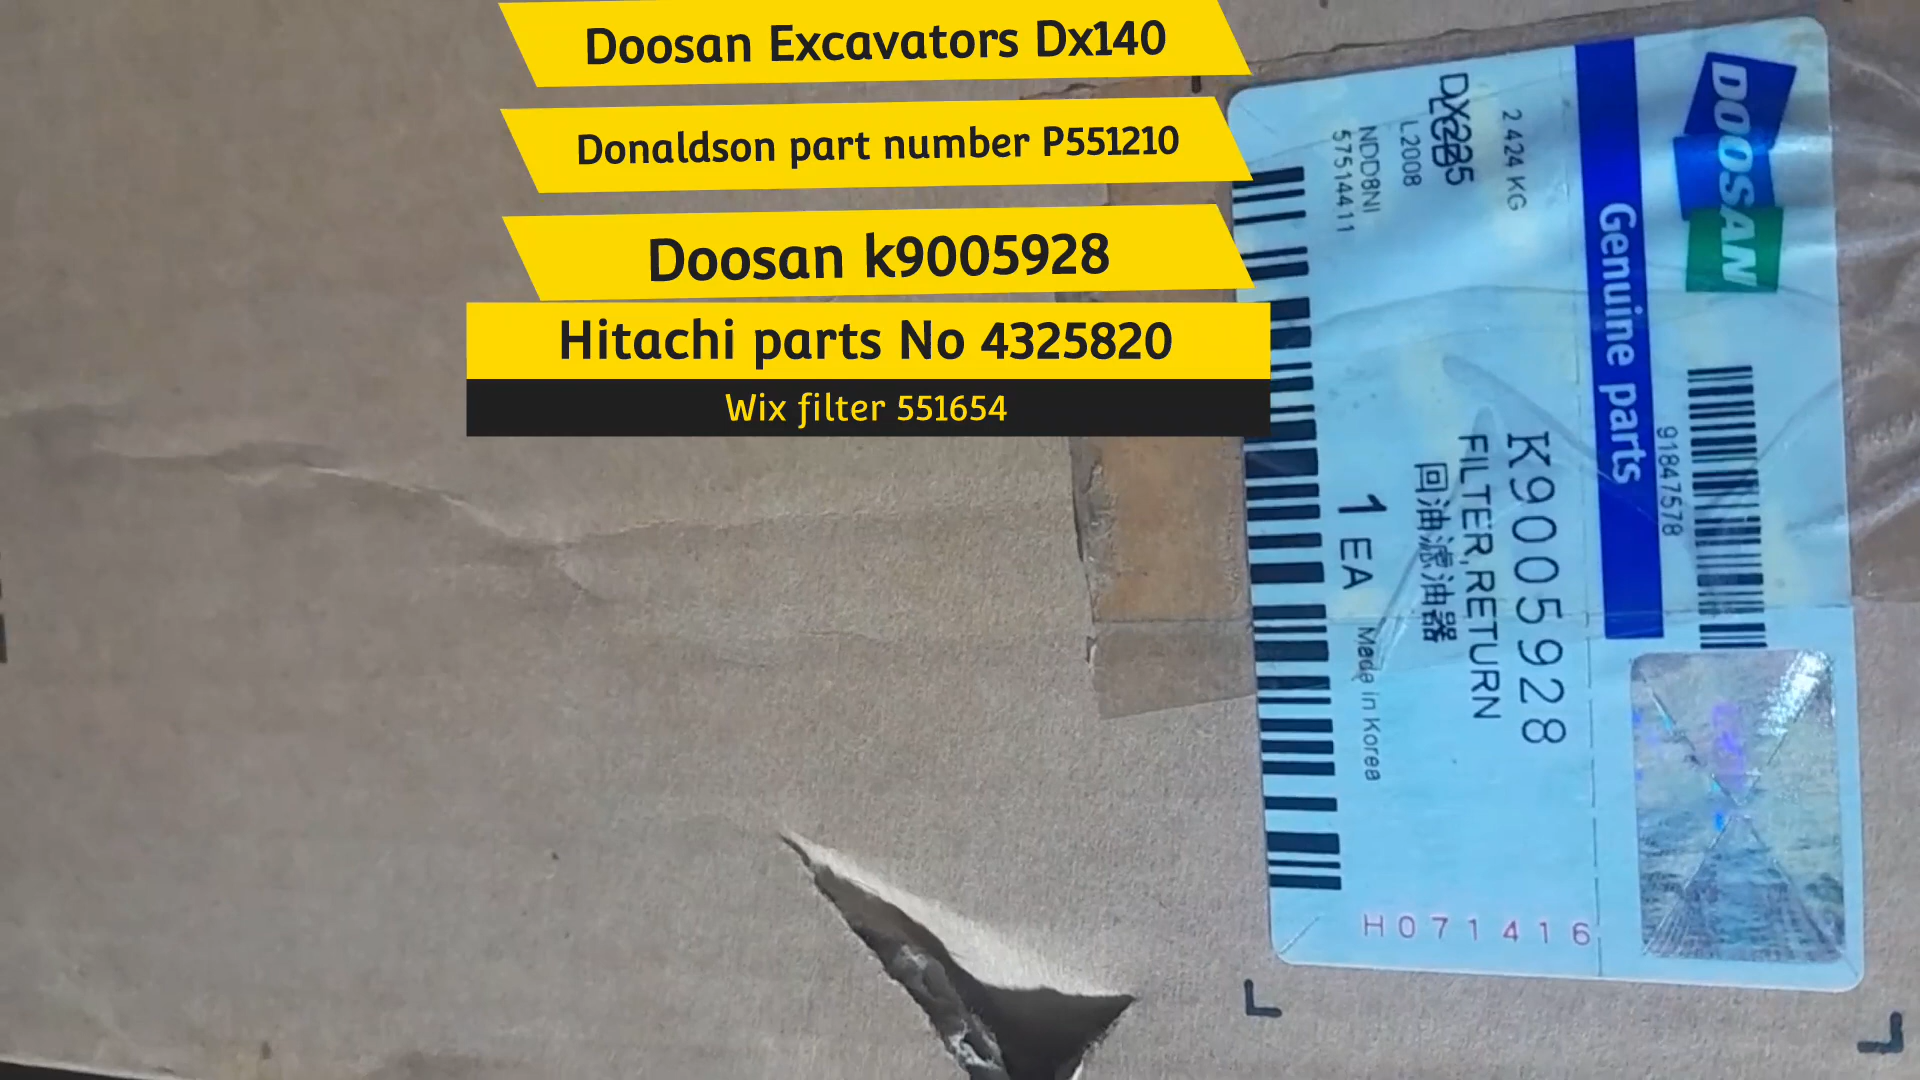 Doosan Excavators Dx140
Donaldson part number P551210
Doosan k9005928
Hitachi parts No 4325820
Wix filter 551654
DOOSAN
Genuine parts
91847578
2 424 KG
K9005928
FILTER,RETURN
回油滤油器
L2008
NDD8NI
57514411
1 EA
Made in Korea
H071416